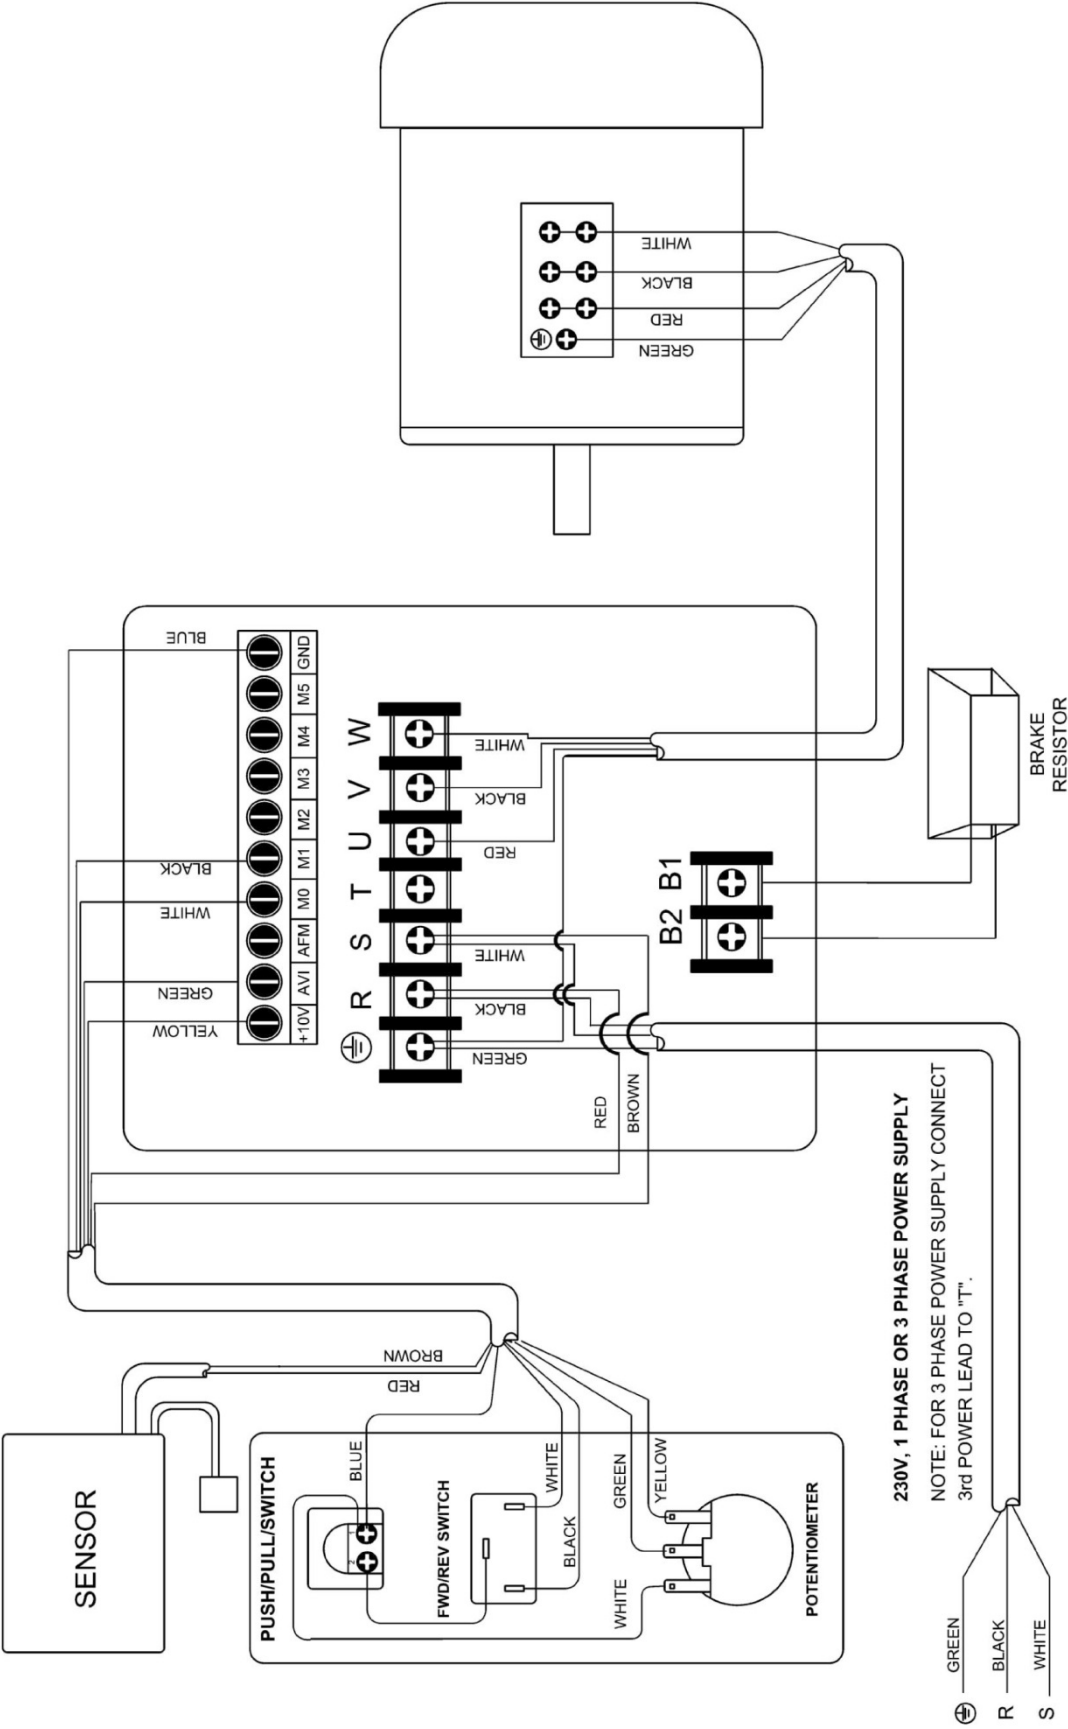 WHITE
BLACK
RED
GREEN
BLUE
BLACK
WHITE
GREEN
YELLOW
GND
M5
M4
M3
M2
M1
M0
AFM
AVI
+10V
W
V
U
T
S
R
WHITE
BLACK
RED
WHITE
BLACK
GREEN
RED
BROWN
B1
B2
BRAKE
RESISTOR
230V, 1 PHASE OR 3 PHASE POWER SUPPLY
NOTE: FOR 3 PHASE POWER SUPPLY CONNECT
3rd POWER LEAD TO "T".
BROWN
RED
SENSOR
PUSH/PULL/SWITCH
BLUE
1
2
FWD/REV SWITCH
WHITE
BLACK
GREEN
YELLOW
WHITE
POTENTIOMETER
GREEN
R BLACK
S WHITE